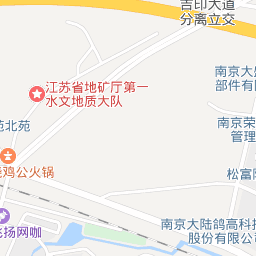 吉印大道
分离立交
江苏省地矿厅第一
水文地质大队
南京大
部件有
苑北苑
南京荣
管理
鸡公火锅
松富
南京大陆鸽高科
股份有限公司
扬网咖